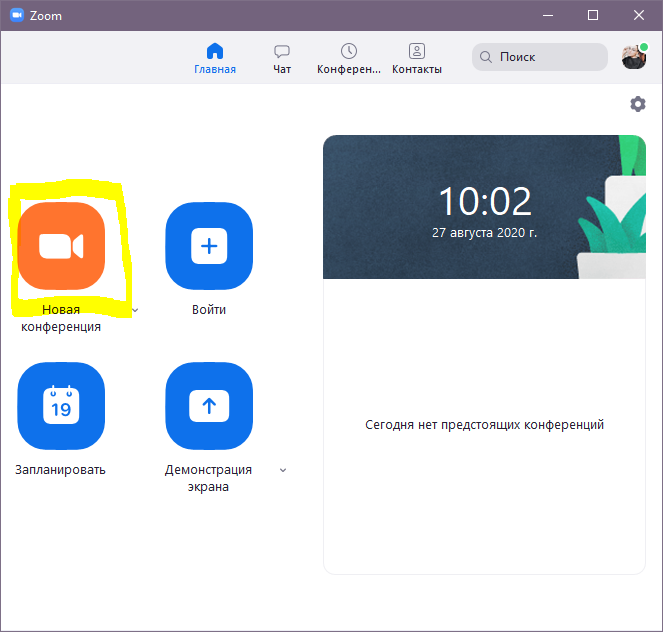 Zoom
Главная
Чат
Конферен...
Контакты
Поиск
10:02
27 августа 2020 г.
Новая
конференция
Войти
19
Запланировать
Демонстрация
экрана
Сегодня нет предстоящих конференций